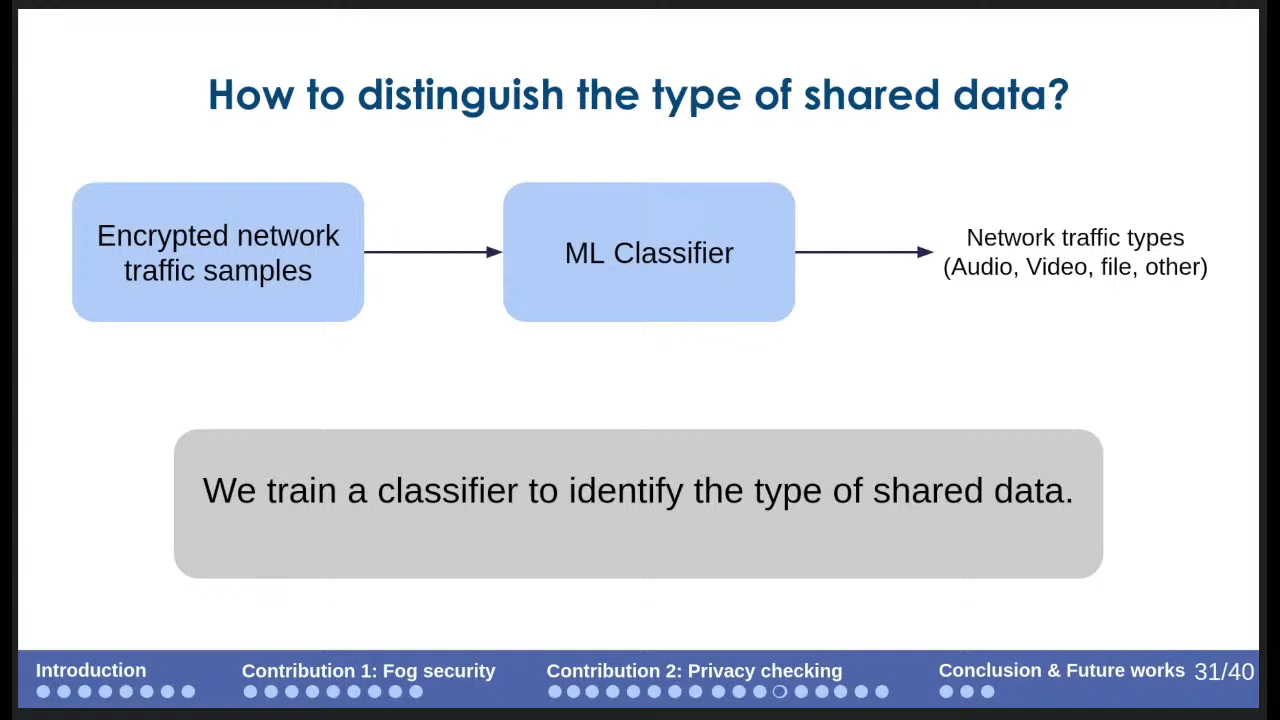 How to distinguish the type of shared data?
Encrypted network
traffic samples
ML Classifier
Network traffic types
(Audio, Video, file, other)
We train a classifier to identify the type of shared data.
Introduction
Contribution 1: Fog security
Contribution 2: Privacy checking
Conclusion & Future works
31/40